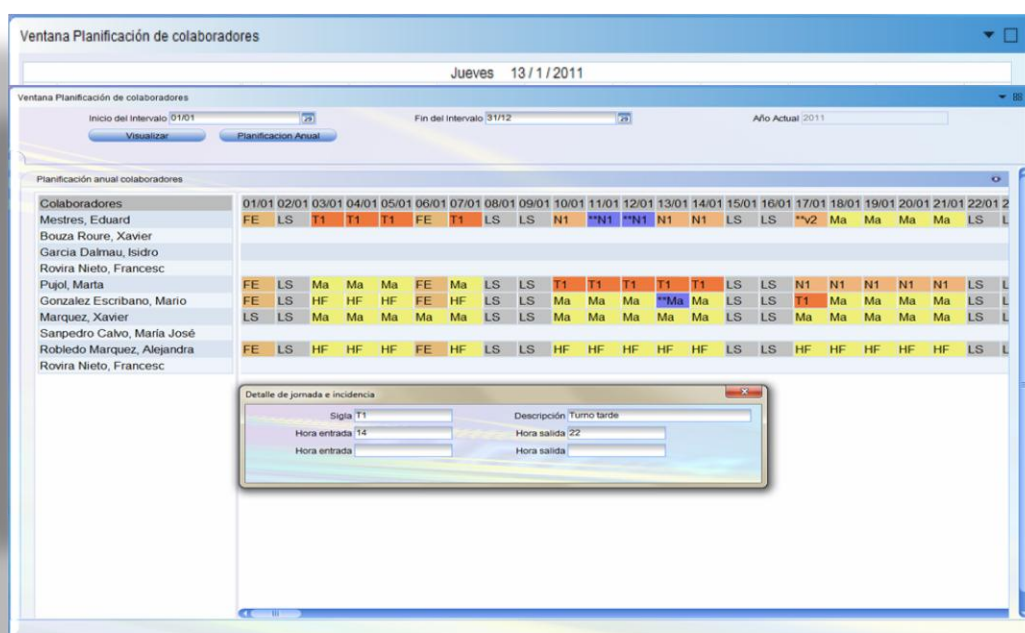 Ventana Planificación de colaboradores
Jueves 13 / 1 / 2011
Ventana Planificación de colaboradores
Inicio del Intervalo 01/01 Fin del Intervalo 31/12 Año Actual 2011
Visualizar Planificacion Anual
Planificación anual colaboradores
Colaboradores 01/01 02/01 03/01 04/01 05/01 06/01 07/01 08/01 09/01 10/01 11/01 12/01 13/01 14/01 15/01 16/01 17/01 18/01 19/01 20/01 21/01 22/01 2
Mestres, Eduard FE LS T1 T1 T1 FE T1 LS LS N1 **N1 **N1 N1 N1 LS LS **v2 Ma Ma Ma Ma LS L
Bouza Roure, Xavier
Garcia Dalmau, Isidro
Rovira Nieto, Francesc
Pujol, Marta FE LS Ma Ma Ma FE Ma LS LS T1 T1 T1 T1 T1 LS LS N1 N1 N1 N1 N1 LS L
Gonzalez Escribano, Mario FE LS HF HF HF FE HF LS LS Ma Ma Ma **Ma Ma LS LS T1 Ma Ma Ma Ma LS L
Marquez, Xavier LS LS Ma Ma Ma Ma Ma LS LS Ma Ma Ma Ma Ma LS LS Ma Ma Ma Ma Ma LS L
Sanpedro Calvo, María José
Robledo Marquez, Alejandra FE LS HF HF HF FE HF LS LS HF HF HF HF HF LS LS HF HF HF HF HF LS L
Rovira Nieto, Francesc
Detalle de jornada e incidencia
Sigla T1 Descripción Turno tarde
Hora entrada 14 Hora salida 22
Hora entrada Hora salida